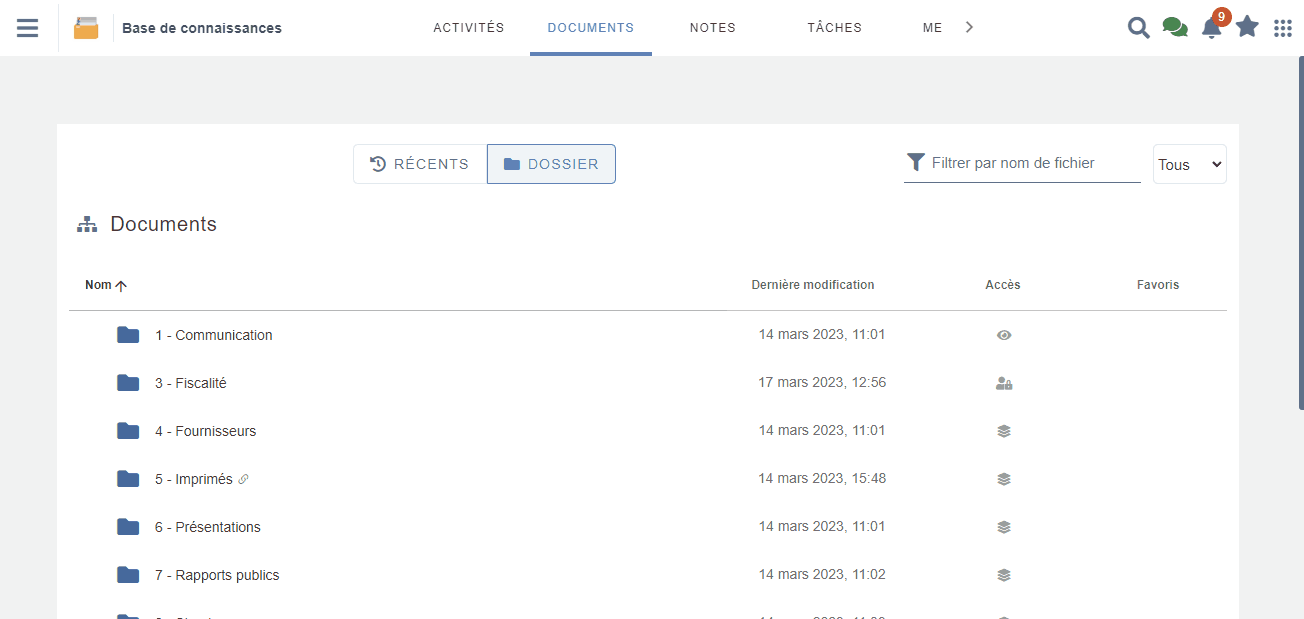 Base de connaissances
ACTIVITÉS
DOCUMENTS
NOTES
TÂCHES
ME
9
RÉCENTS
DOSSIER
Filtrer par nom de fichier
Tous
Documents
Nom Dernière modification Accès Favoris
1 - Communication 14 mars 2023, 11:01
3 - Fiscalité 17 mars 2023, 12:56
4 - Fournisseurs 14 mars 2023, 11:01
5 - Imprimés 14 mars 2023, 15:48
6 - Présentations 14 mars 2023, 11:01
7 - Rapports publics 14 mars 2023, 11:02